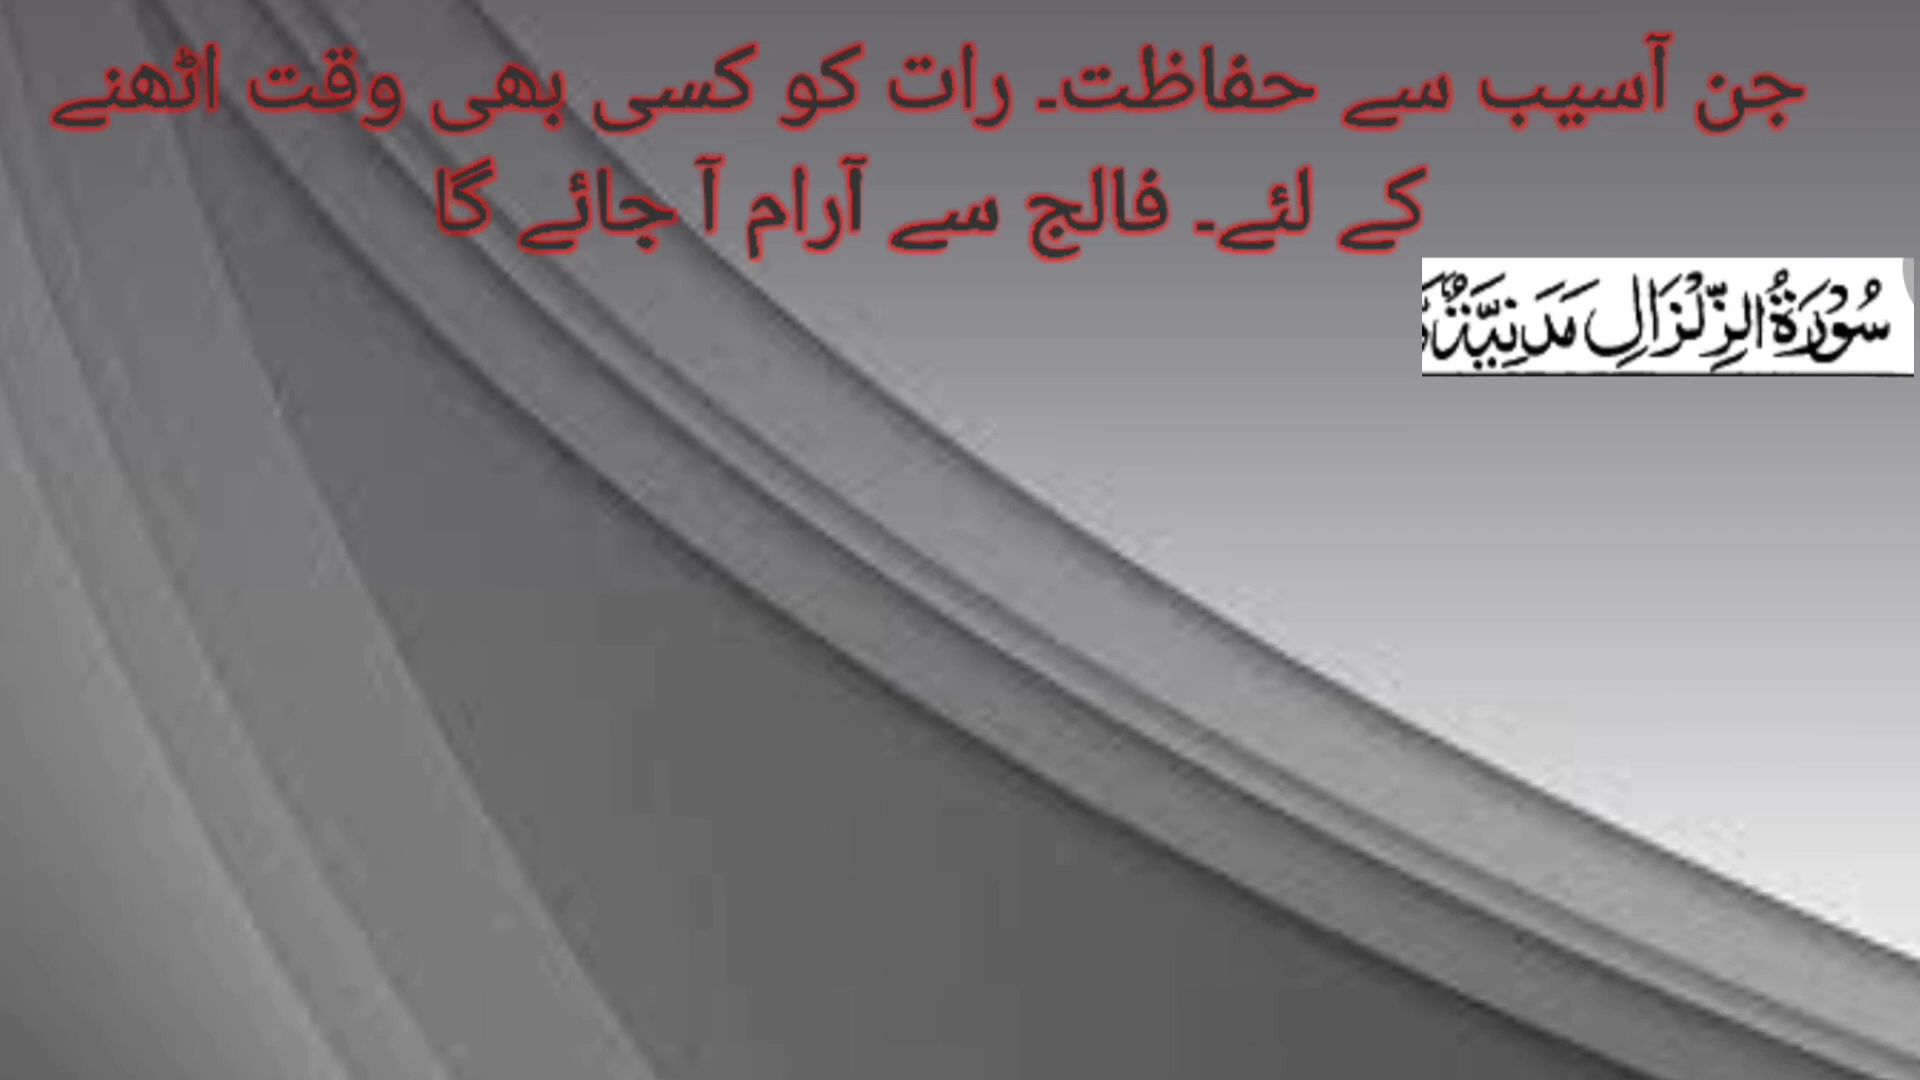 جن آسیب سے حفاظت۔ رات کو کسی بھی وقت اٹھنے
کے لئے۔ فالج سے آرام آ جائے گا
سُوْرَةُ الزِّلْزَالِ مَدَنِيَّةٌ